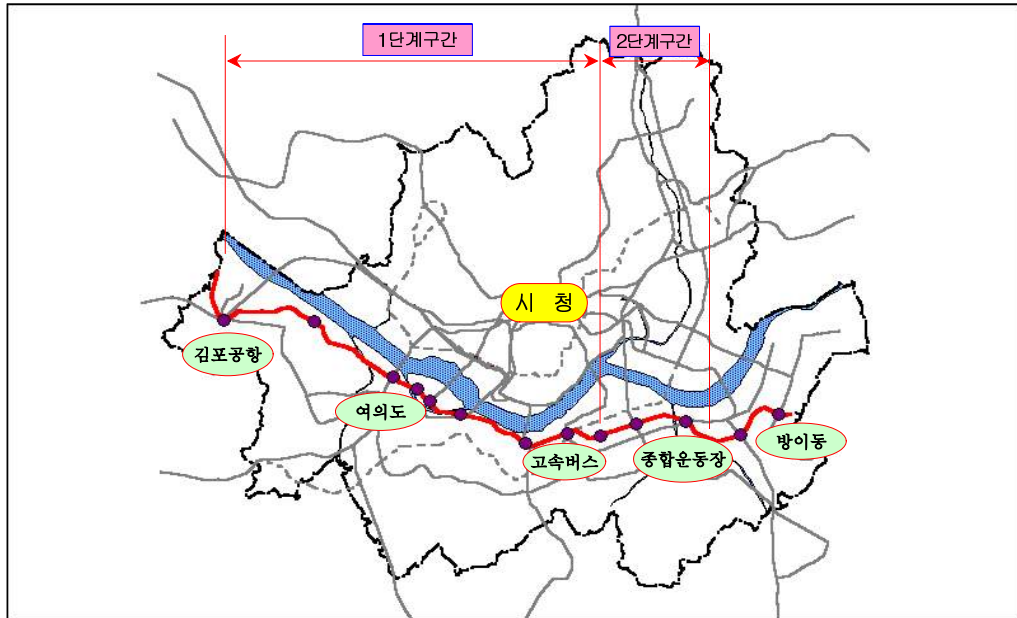 1단계구간
2단계구간
시 청
김포공항
여의도
고속버스
종합운동장
방이동